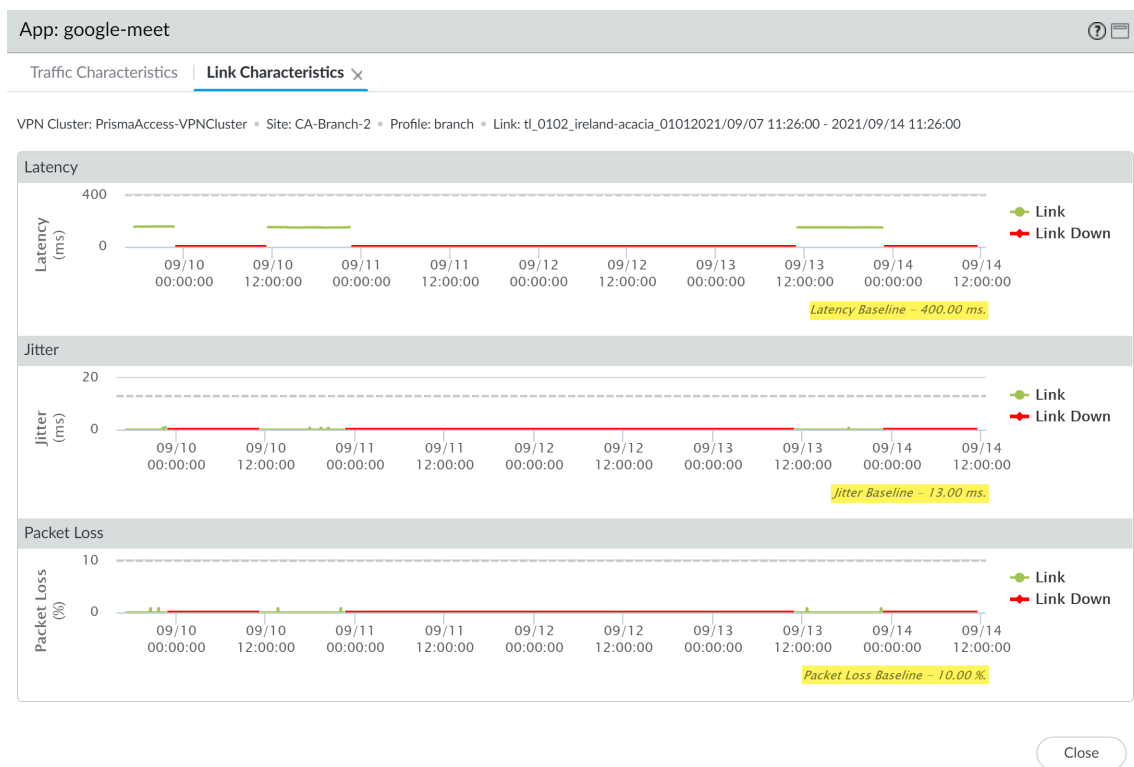 App: google-meet
Traffic Characteristics Link Characteristics
VPN Cluster: PrismaAccess-VPNCluster • Site: CA-Branch-2 • Profile: branch • Link: tl_0102_ireland-acacia_01012021/09/07 11:26:00 - 2021/09/14 11:26:00
Latency
400
0
Latency
(ms)
09/10 09/10 09/11 09/11 09/12 09/12 09/13 09/13 09/14 09/14
00:00:00 12:00:00 00:00:00 12:00:00 00:00:00 12:00:00 00:00:00 12:00:00 00:00:00 12:00:00
Link
Link Down
Latency Baseline – 400.00 ms.
Jitter
20
0
Jitter
(ms)
09/10 09/10 09/11 09/11 09/12 09/12 09/13 09/13 09/14 09/14
00:00:00 12:00:00 00:00:00 12:00:00 00:00:00 12:00:00 00:00:00 12:00:00 00:00:00 12:00:00
Link
Link Down
Jitter Baseline – 13.00 ms.
Packet Loss
10
0
Packet Loss
(%)
09/10 09/10 09/11 09/11 09/12 09/12 09/13 09/13 09/14 09/14
00:00:00 12:00:00 00:00:00 12:00:00 00:00:00 12:00:00 00:00:00 12:00:00 00:00:00 12:00:00
Link
Link Down
Packet Loss Baseline – 10.00 %.
Close